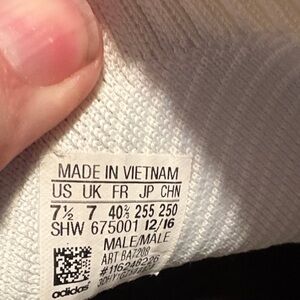 MADE IN VIETNAM
US UK FR JP CHN
7½ 7 40⅔ 255 250
SHW 675001 12/16
MALE/MALE
ART BA7208
adidas